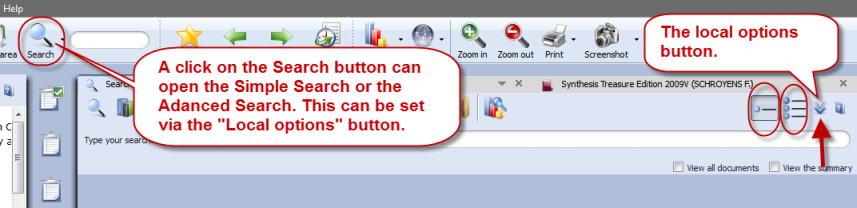 Help
area
Search
Zoom in
Zoom out
Print
Screenshot
The local options
button.
A click on the Search button can
open the Simple Search or the
Adanced Search. This can be set
via the "Local options" button.
Synthesis Treasure Edition 2009V (SCHROYENS F.)
Type your search
View all documents
View the summary